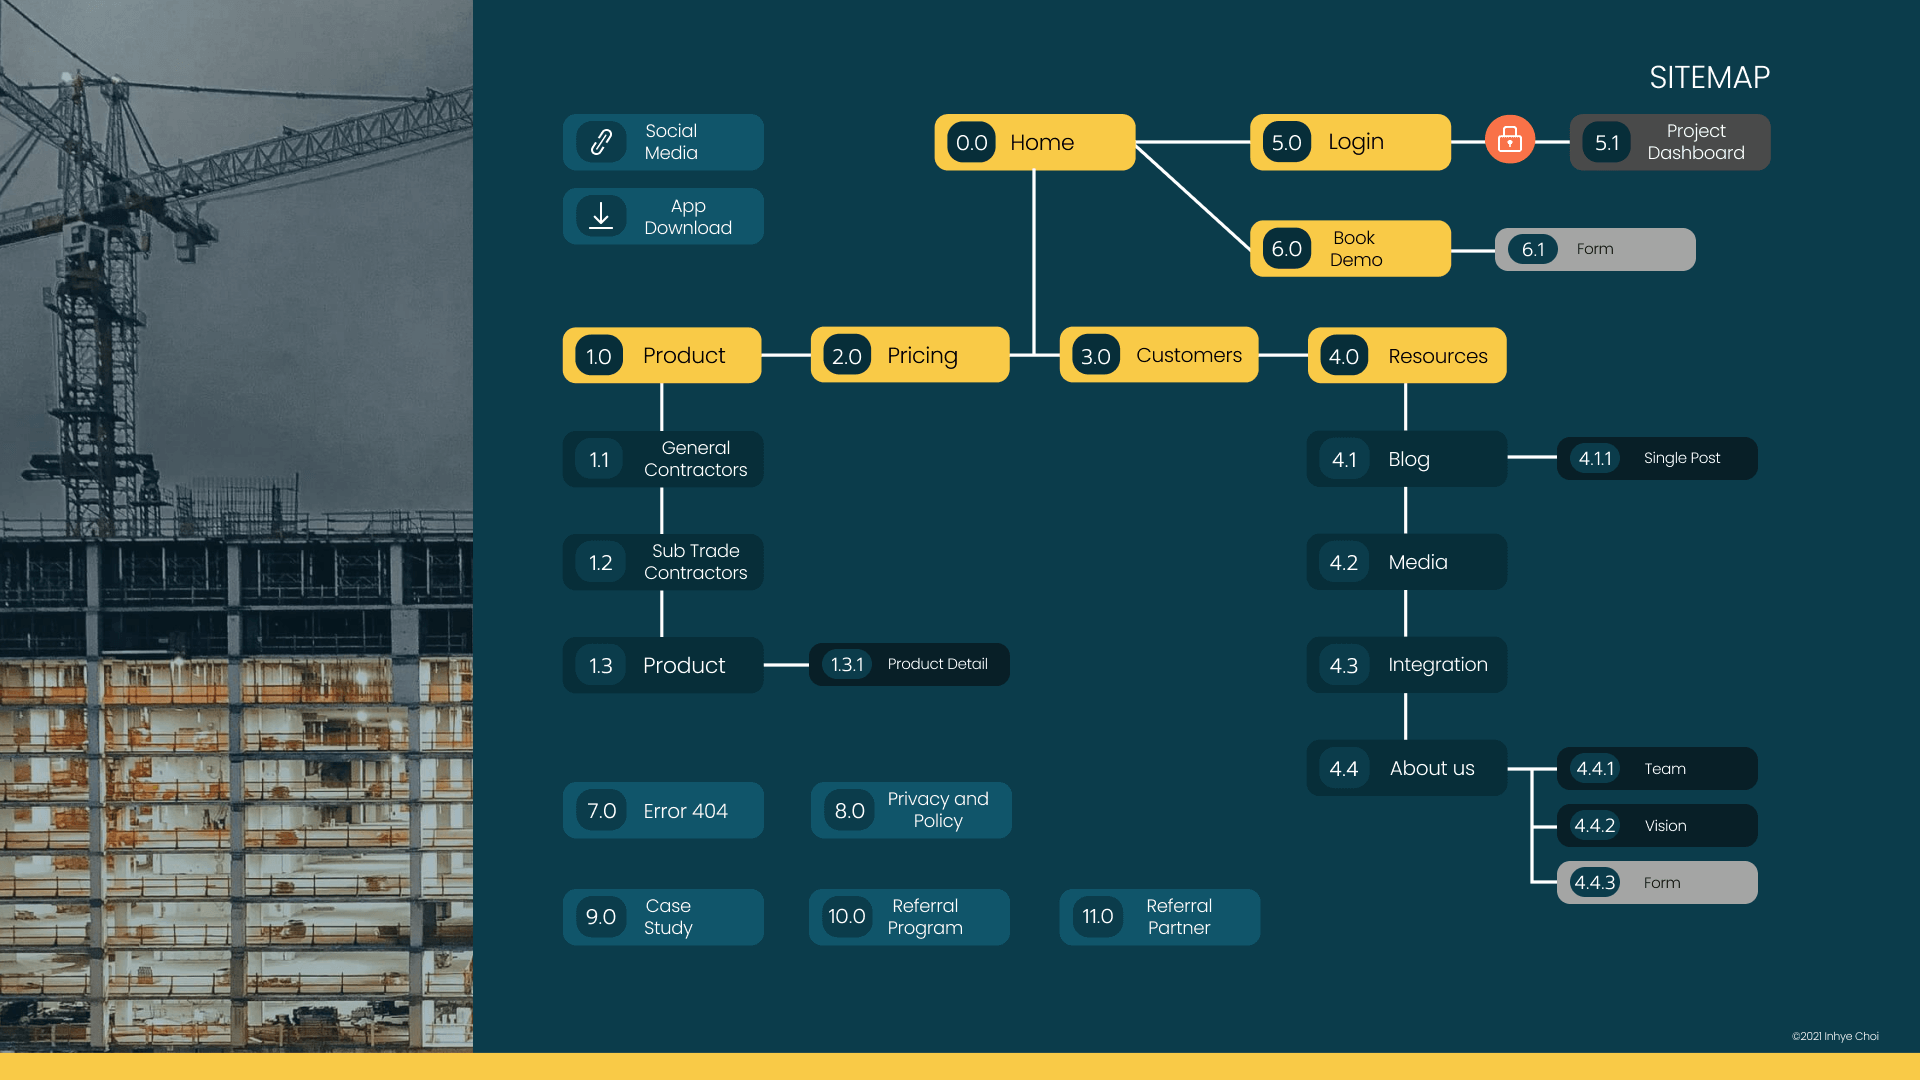 SITEMAP
Social
Media
0.0 Home
5.0 Login
5.1 Project
Dashboard
App
Download
6.0 Book
Demo
6.1 Form
1.0 Product
2.0 Pricing
3.0 Customers
4.0 Resources
1.1 General
Contractors
4.1 Blog
4.1.1 Single Post
1.2 Sub Trade
Contractors
4.2 Media
1.3 Product
1.3.1 Product Detail
4.3 Integration
4.4 About us
4.4.1 Team
4.4.2 Vision
4.4.3 Form
7.0 Error 404
8.0 Privacy and
Policy
9.0 Case
Study
10.0 Referral
Program
11.0 Referral
Partner
©2021 Inhye Choi